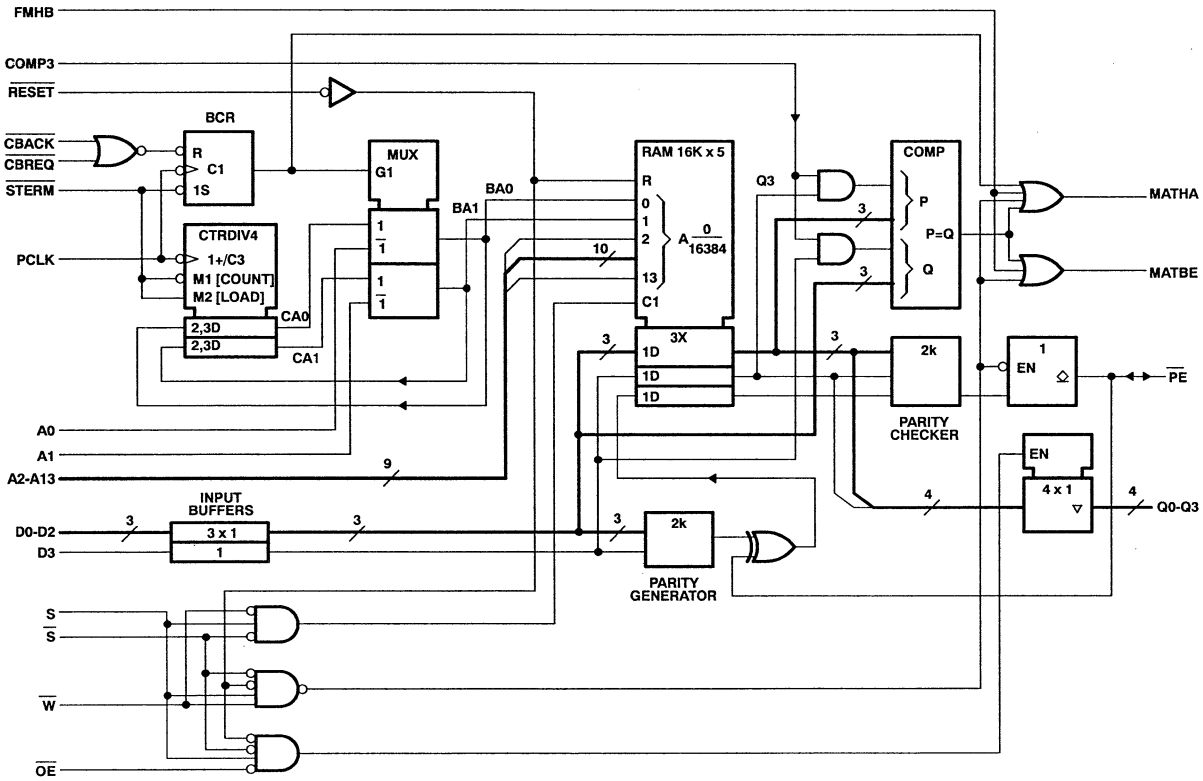 FMHB
COMP3
RESET
BCR
CBACK
CBREQ
STERM
R
C1
1S
CTRDIV4
PCLK
1+/C3
M1 [COUNT]
M2 [LOAD]
2,3D
2,3D
CA0
CA1
MUX
G1
1
1
1
1
BA0
BA1
10
RAM 16K x 5
R
0
1
2
13
A 0
16384
C1
3X
1D
1D
1D
3
Q3
3
3
3
COMP
P
P=Q
Q
MATHA
MATBE
2k
PARITY
CHECKER
1
EN
PE
EN
4 x 1
4
4
Q0-Q3
A0
A1
A2-A13
9
INPUT
BUFFERS
D0-D2
3
3 x 1
3
3
D3
1
2k
PARITY
GENERATOR
S
S
W
OE